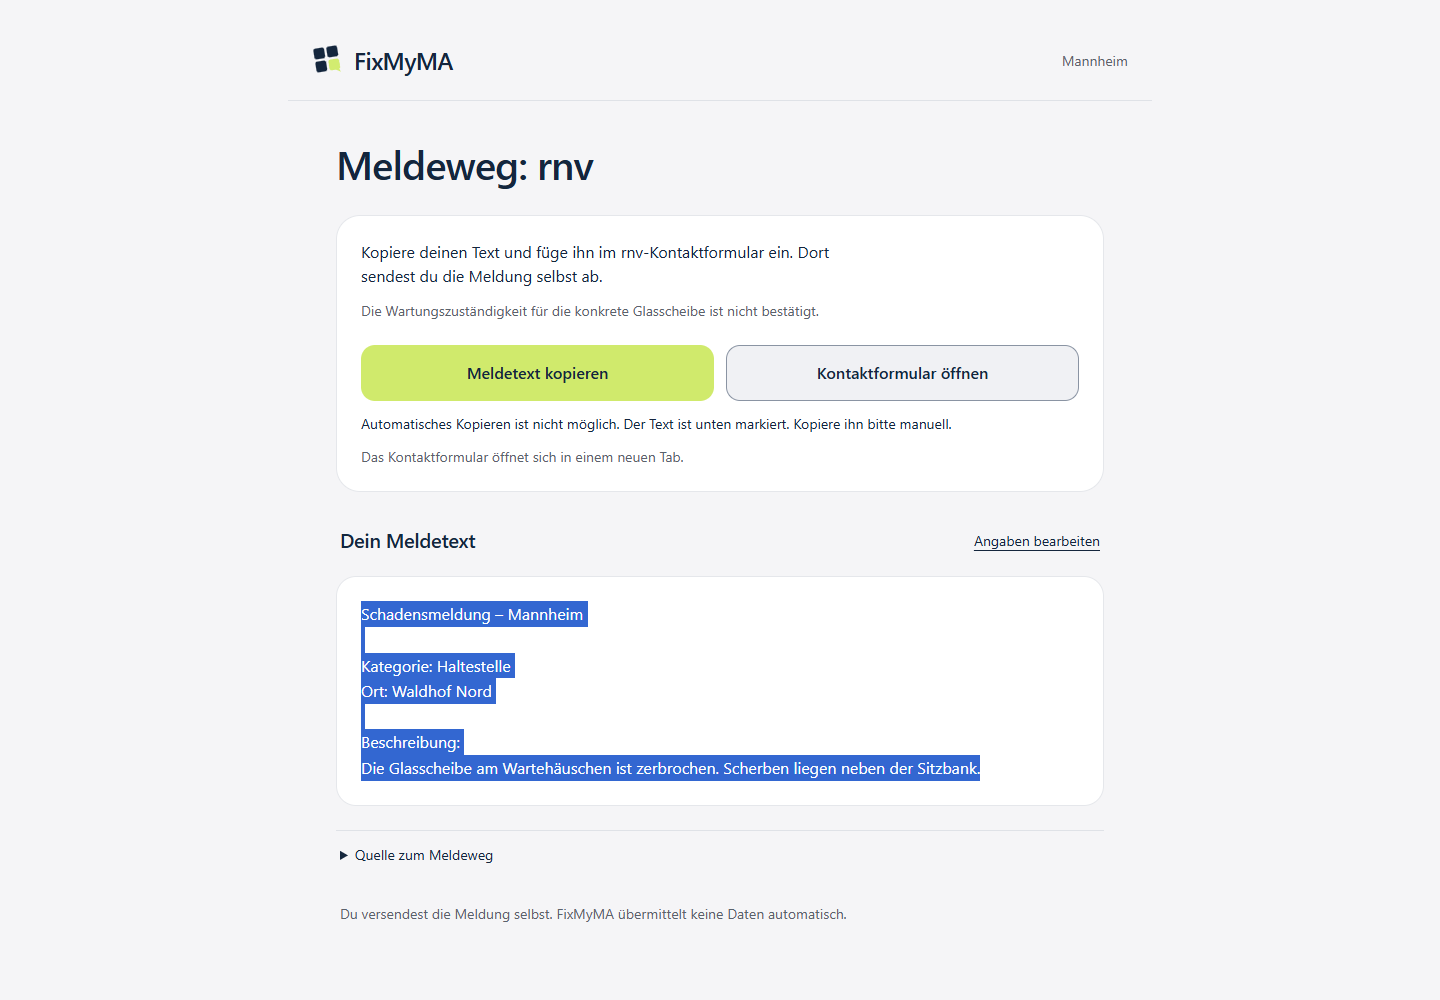 FixMyMA
Mannheim
Meldeweg: rnv
Kopiere deinen Text und füge ihn im rnv-Kontaktformular ein. Dort
sendest du die Meldung selbst ab.
Die Wartungszuständigkeit für die konkrete Glasscheibe ist nicht bestätigt.
Meldetext kopieren
Kontaktformular öffnen
Automatisches Kopieren ist nicht möglich. Der Text ist unten markiert. Kopiere ihn bitte manuell.
Das Kontaktformular öffnet sich in einem neuen Tab.
Dein Meldetext
Angaben bearbeiten
Schadensmeldung – Mannheim
Kategorie: Haltestelle
Ort: Waldhof Nord
Beschreibung:
Die Glasscheibe am Wartehäuschen ist zerbrochen. Scherben liegen neben der Sitzbank.
Quelle zum Meldeweg
Du versendest die Meldung selbst. FixMyMA übermittelt keine Daten automatisch.